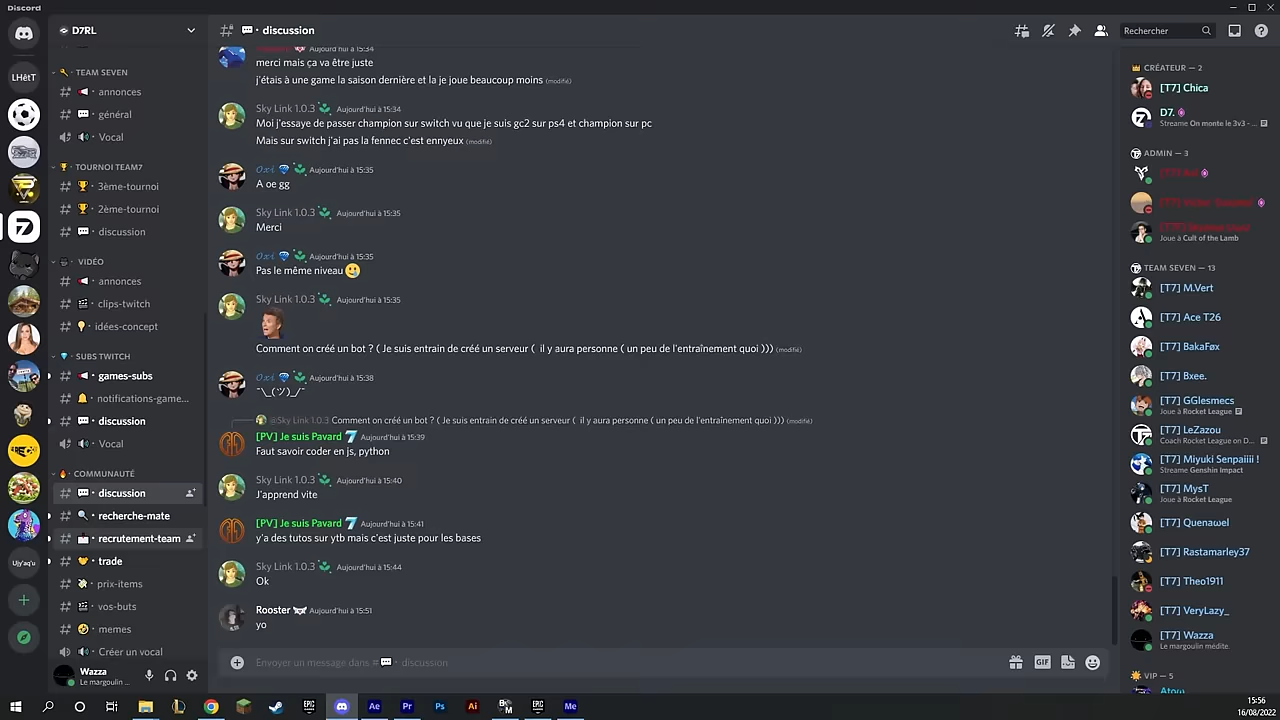 Discord
D7RL
discussion
Rechercher
TEAM SEVEN
annonces
général
Vocal
TOURNOI TEAM7
3ème-tournoi
2ème-tournoi
discussion
VIDÉO
annonces
clips-twitch
idées-concept
SUBS TWITCH
games-subs
notifications-game...
discussion
Vocal
COMMUNAUTÉ
discussion
recherche-mate
recrutement-team
trade
prix-items
vos-buts
memes
Créer un vocal
Wazza
Le margoulin ...
LHêtT
Ujy'aq'u
Aujourd'hui à 15:34
merci mais ça va être juste
j'étais à une game la saison dernière et la je joue beaucoup moins (modifié)
Sky Link 1.0.3 Aujourd'hui à 15:34
Moi j'essaye de passer champion sur switch vu que je suis gc2 sur ps4 et champion sur pc
Mais sur switch j'ai pas la fennec c'est ennyeux (modifié)
Oxi Aujourd'hui à 15:35
A oe gg
Sky Link 1.0.3 Aujourd'hui à 15:35
Merci
Oxi Aujourd'hui à 15:35
Pas le même niveau
Sky Link 1.0.3 Aujourd'hui à 15:35
Comment on créé un bot ? ( Je suis entrain de créé un serveur ( il y aura personne ( un peu de l'entraînement quoi ))) (modifié)
Oxi Aujourd'hui à 15:38
¯\_(ツ)_/¯
@Sky Link 1.0.3 Comment on créé un bot ? ( Je suis entrain de créé un serveur ( il y aura personne ( un peu de l'entraînement quoi ))) (modifié)
[PV] Je suis Pavard Aujourd'hui à 15:39
Faut savoir coder en js, python
Sky Link 1.0.3 Aujourd'hui à 15:40
J'apprend vite
[PV] Je suis Pavard Aujourd'hui à 15:41
y'a des tutos sur ytb mais c'est juste pour les bases
Sky Link 1.0.3 Aujourd'hui à 15:44
Ok
Rooster Aujourd'hui à 15:51
yo
Envoyer un message dans # discussion
GIF
CRÉATEUR — 2
[T7] Chica
D7.
Streame On monte le 3v3 - ...
ADMIN — 3
Joue à Cult of the Lamb
TEAM SEVEN — 13
[T7] M.Vert
[T7] Ace T26
[T7] BakaFøx
[T7] Bxee.
[T7] GGlesmecs
Joue à Rocket League
[T7] LeZazou
Coach Rocket League on D...
[T7] Miyuki Senpaiiii !
Streame Genshin Impact
[T7] MysT
Joue à Rocket League
[T7] Quenaωel
[T7] Rastamarley37
[T7] Theo1911
[T7] VeryLazy_
[T7] Wazza
Le margoulin médite.
VIP — 5
EPIC
Ae
Pr
Ps
Ai
EPIC
Me
15:56
16/08/2022